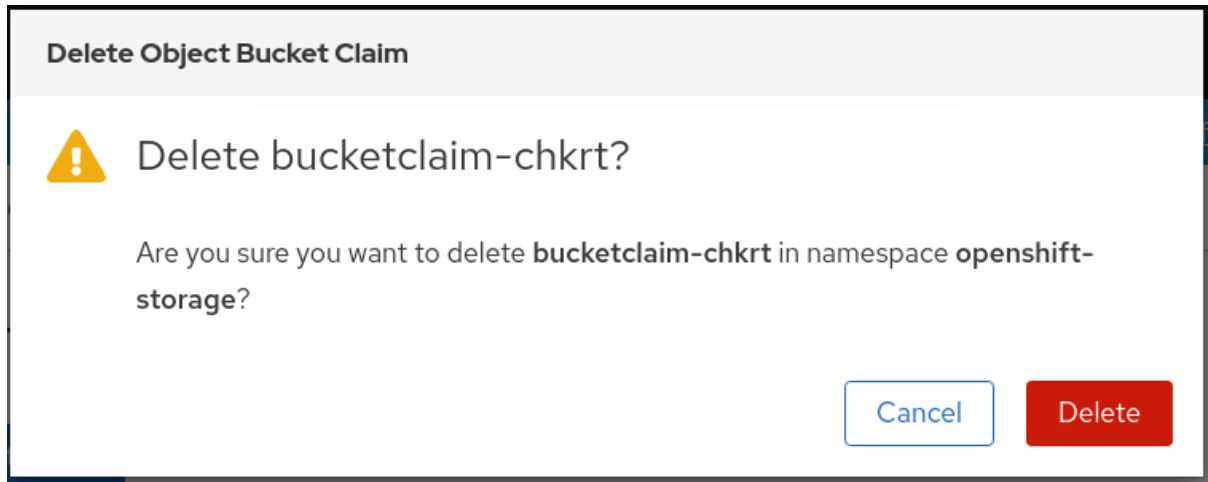 Delete Object Bucket Claim
Delete bucketclaim-chkrt?
Are you sure you want to delete bucketclaim-chkrt in namespace openshift-
storage?
Cancel
Delete